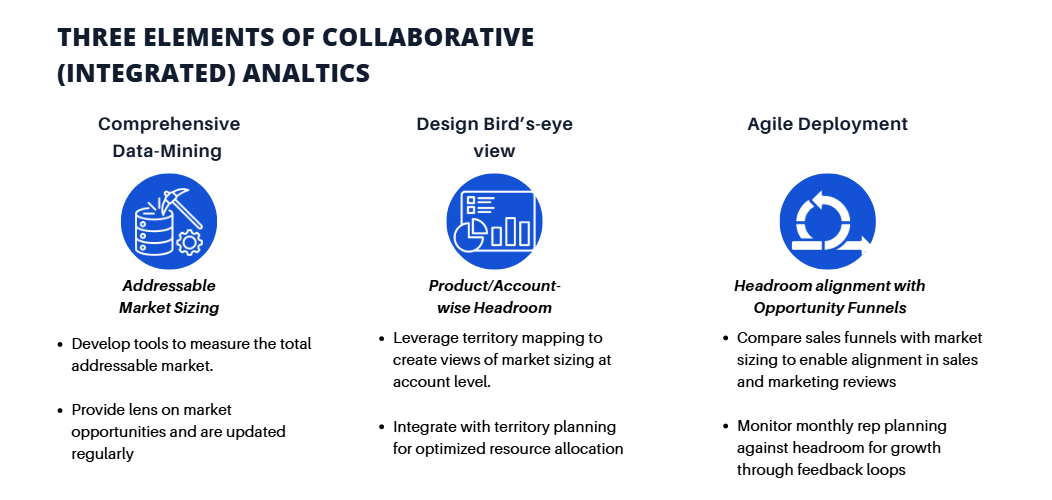 THREE ELEMENTS OF COLLABORATIVE
(INTEGRATED) ANALTICS
Comprehensive
Data-Mining
Addressable
Market Sizing
• Develop tools to measure the total
addressable market.
• Provide lens on market
opportunities and are updated
regularly
Design Bird's-eye
view
Product/Account-
wise Headroom
• Leverage territory mapping to
create views of market sizing at
account level.
• Integrate with territory planning
for optimized resource allocation
Agile Deployment
Headroom alignment with
Opportunity Funnels
• Compare sales funnels with market
sizing to enable alignment in sales
and marketing reviews
• Monitor monthly rep planning
against headroom for growth
through feedback loops